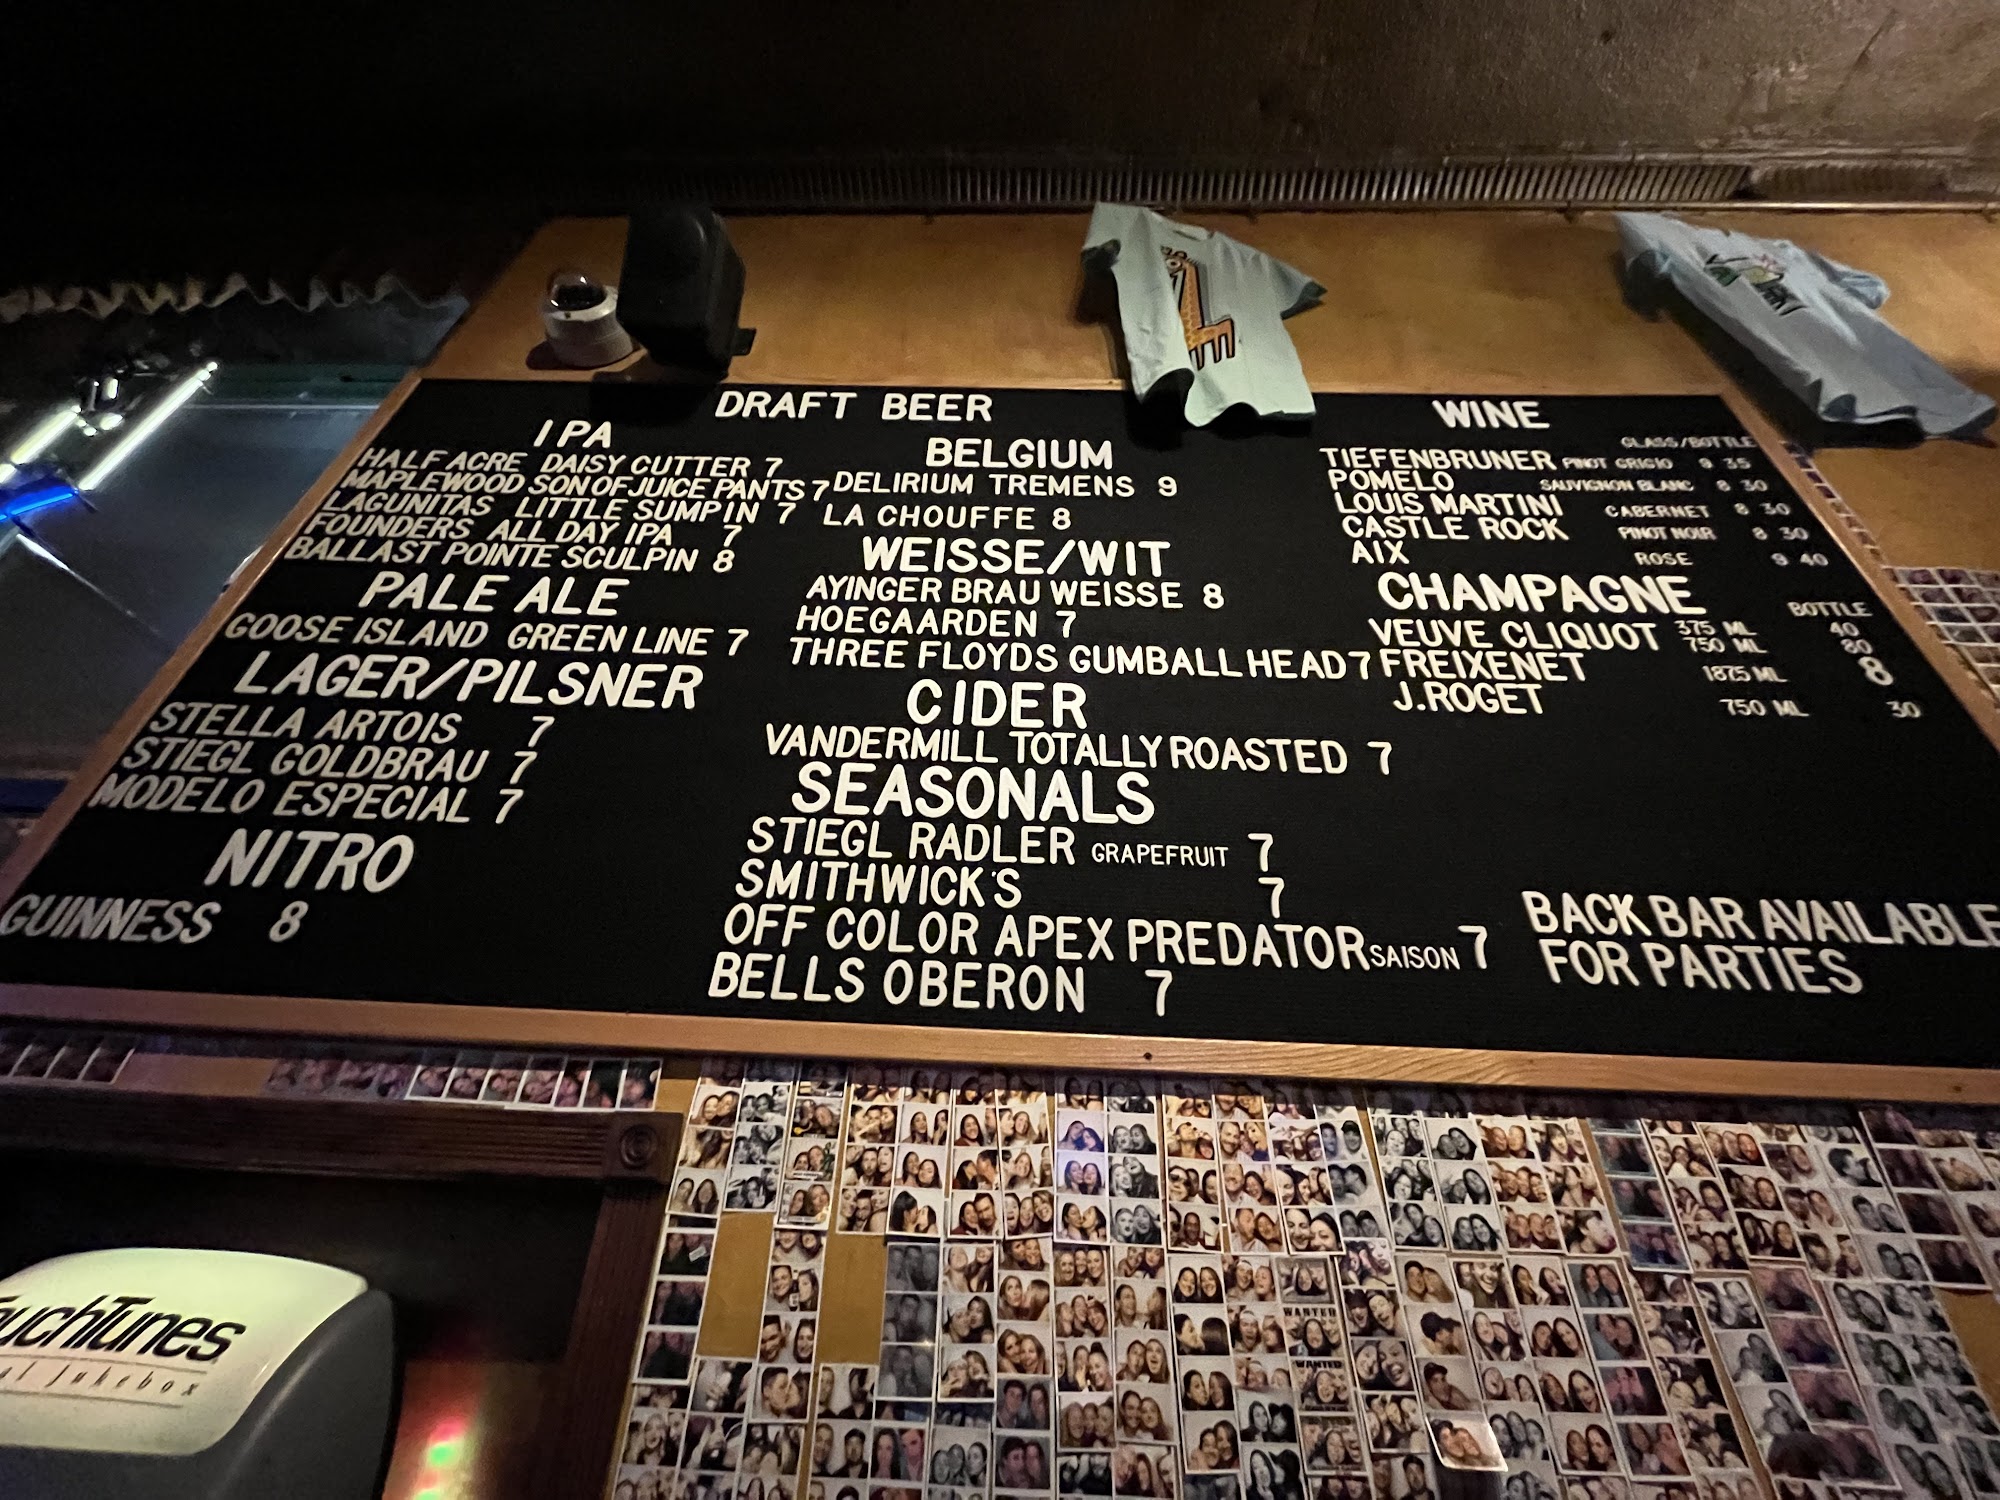 DRAFT BEER
IPA
HALF ACRE DAISY CUTTER 7
MAPLEWOOD SON OF JUICE PANTS 7
LAGUNITAS LITTLE SUMPIN 7
FOUNDERS ALL DAY IPA 7
BALLAST POINTE SCULPIN 8
PALE ALE
GOOSE ISLAND GREEN LINE 7
LAGER/PILSNER
STELLA ARTOIS 7
STIEGL GOLDBRAU 7
MODELO ESPECIAL 7
NITRO
GUINNESS 8
BELGIUM
DELIRIUM TREMENS 9
LA CHOUFFE 8
WEISSE/WIT
AYINGER BRAU WEISSE 8
HOEGAARDEN 7
THREE FLOYDS GUMBALL HEAD 7
CIDER
VANDERMILL TOTALLY ROASTED 7
SEASONALS
STIEGL RADLER GRAPEFRUIT 7
SMITHWICK'S 7
OFF COLOR APEX PREDATOR SAISON 7
BELLS OBERON 7
WINE
GLASS/BOTTLE
TIEFENBRUNER PINOT GRIGIO 9 35
POMELO SAUVIGNON BLANC 8 30
LOUIS MARTINI CABERNET 8 30
CASTLE ROCK PINOT NOIR 8 30
AIX ROSE 9 40
CHAMPAGNE BOTTLE
VEUVE CLIQUOT 375 ML 40
750 ML 80
FREIXENET 187.5 ML 8
J.ROGET 750 ML 30
BACK BAR AVAILABLE
FOR PARTIES
TouchTunes
al jukebox
WANTED
WANTED